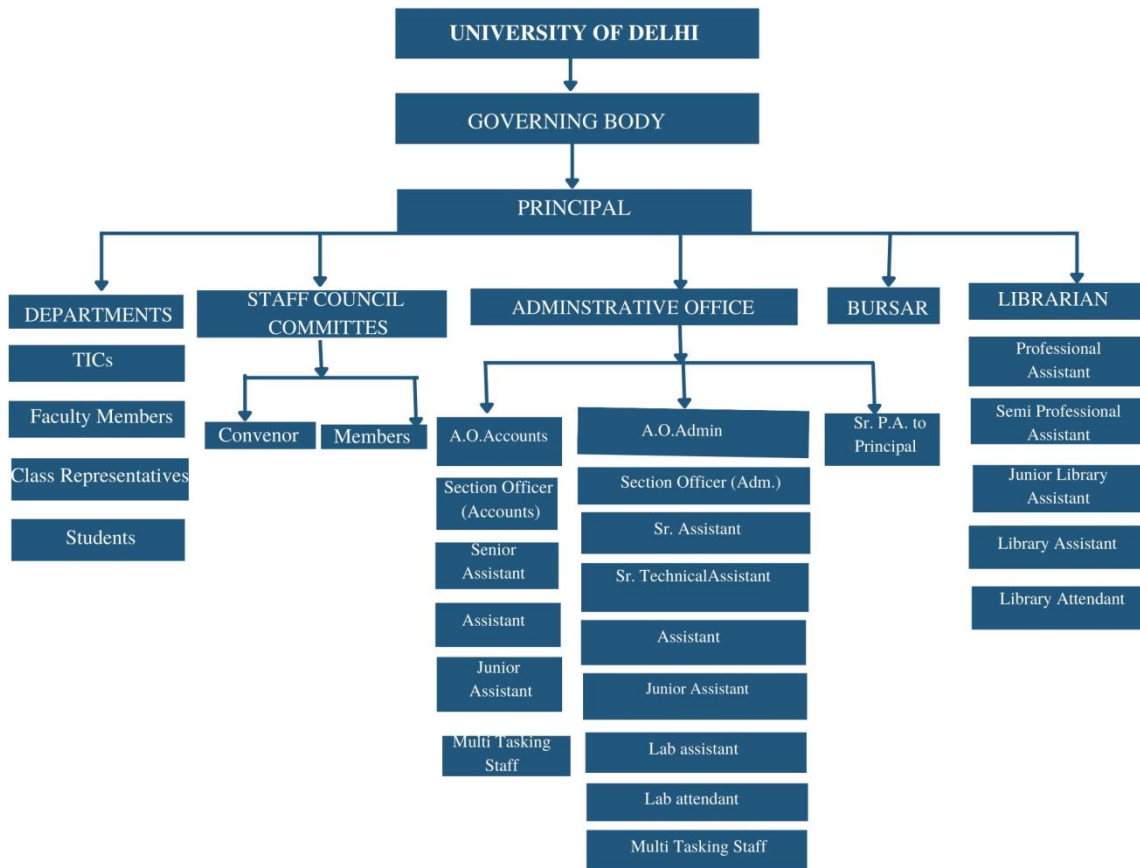 UNIVERSITY OF DELHI
GOVERNING BODY
PRINCIPAL
DEPARTMENTS
TICs
Faculty Members
Class Representatives
Students
STAFF COUNCIL
COMMITTES
Convenor
Members
ADMINSTRATIVE OFFICE
A.O.Accounts
Section Officer
(Accounts)
Senior
Assistant
Assistant
Junior
Assistant
Multi Tasking
Staff
A.O.Admin
Section Officer (Adm.)
Sr. Assistant
Sr. TechnicalAssistant
Assistant
Junior Assistant
Lab assistant
Lab attendant
Multi Tasking Staff
Sr. P.A. to
Principal
BURSAR
LIBRARIAN
Professional
Assistant
Semi Professional
Assistant
Junior Library
Assistant
Library Assistant
Library Attendant